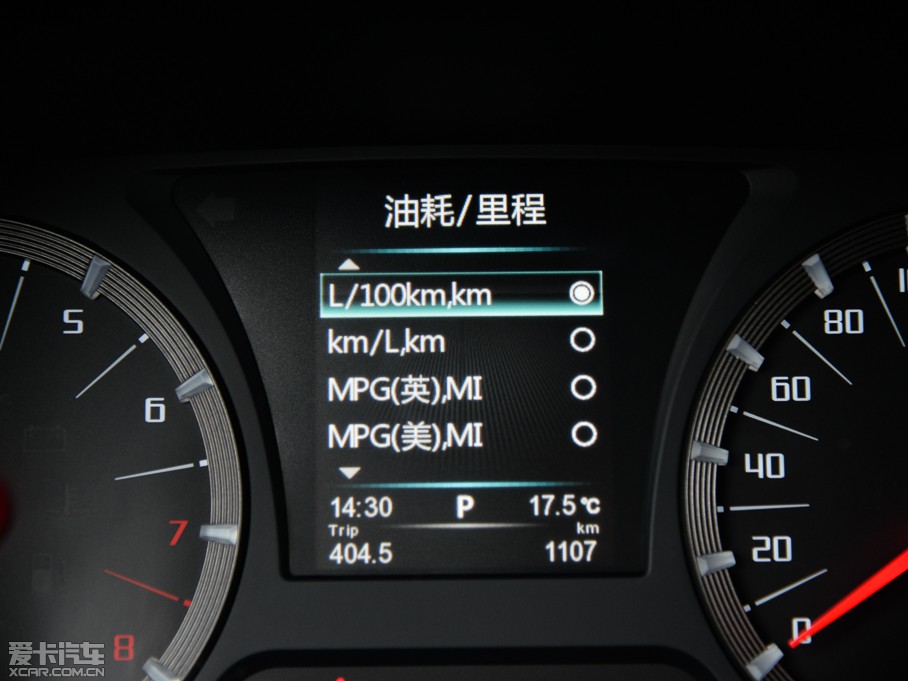 油耗/里程
L/100km,km
km/L,km
MPG(英),MI
MPG(美),MI
14:30 P 17.5℃
Trip km
404.5 1107
5
6
7
8
80
60
40
20
0
爱卡汽车
XCAR.COM.CN